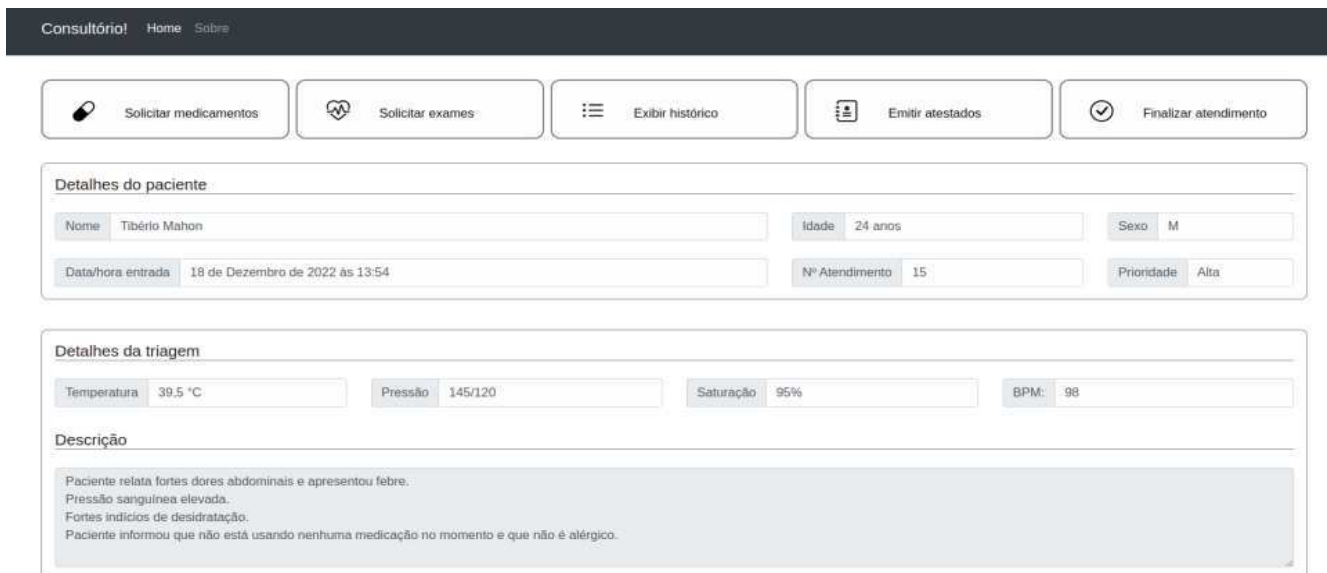 Consultório! Home Sobre
Solicitar medicamentos Solicitar exames Exibir histórico Emitir atestados Finalizar atendimento
Detalhes do paciente
Nome Tibério Mahon Idade 24 anos Sexo M
Data/hora entrada 18 de Dezembro de 2022 às 13:54 Nº Atendimento 15 Prioridade Alta
Detalhes da triagem
Temperatura 39,5 °C Pressão 145/120 Saturação 95% BPM: 98
Descrição
Paciente relata fortes dores abdominais e apresentou febre.
Pressão sanguínea elevada.
Fortes indícios de desidratação.
Paciente informou que não está usando nenhuma medicação no momento e que não é alérgico.